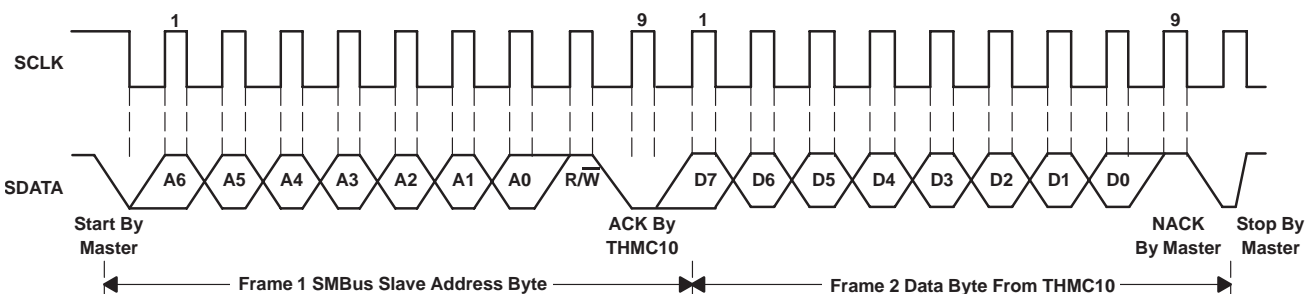 1 9 1 9
SCLK
SDATA
A6 A5 A4 A3 A2 A1 A0 R/W̅ D7 D6 D5 D4 D3 D2 D1 D0
Start By
Master
ACK By
THMC10
NACK
By Master
Stop By
Master
Frame 1 SMBus Slave Address Byte
Frame 2 Data Byte From THMC10